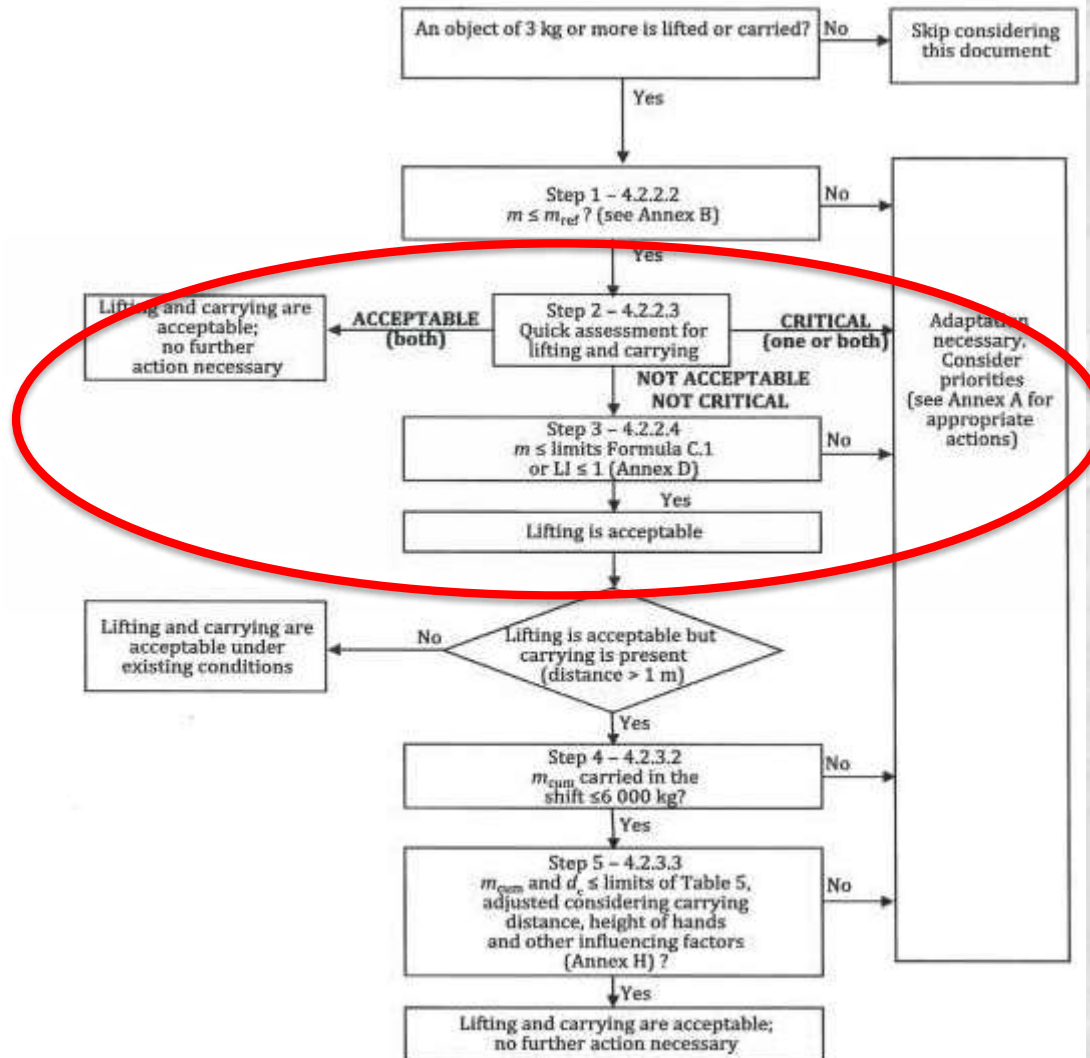 An object of 3 kg or more is lifted or carried?
No
Skip considering
this document
Yes
Step 1 – 4.2.2.2
m ≤ mref ? (see Annex B)
No
Yes
Lifting and carrying are
acceptable;
no further
action necessary
ACCEPTABLE
(both)
Step 2 – 4.2.2.3
Quick assessment for
lifting and carrying
CRITICAL
(one or both)
Adaptation
necessary.
Consider
priorities
(see Annex A for
appropriate
actions)
NOT ACCEPTABLE
NOT CRITICAL
Step 3 – 4.2.2.4
m ≤ limits Formula C.1
or LI ≤ 1 (Annex D)
No
Yes
Lifting is acceptable
Lifting and carrying are
acceptable under
existing conditions
No
Lifting is acceptable but
carrying is present
(distance > 1 m)
Yes
Step 4 – 4.2.3.2
mcum carried in the
shift ≤6 000 kg?
No
Yes
Step 5 – 4.2.3.3
mcum and dc ≤ limits of Table 5,
adjusted considering carrying
distance, height of hands
and other influencing factors
(Annex H) ?
No
Yes
Lifting and carrying are acceptable;
no further action necessary